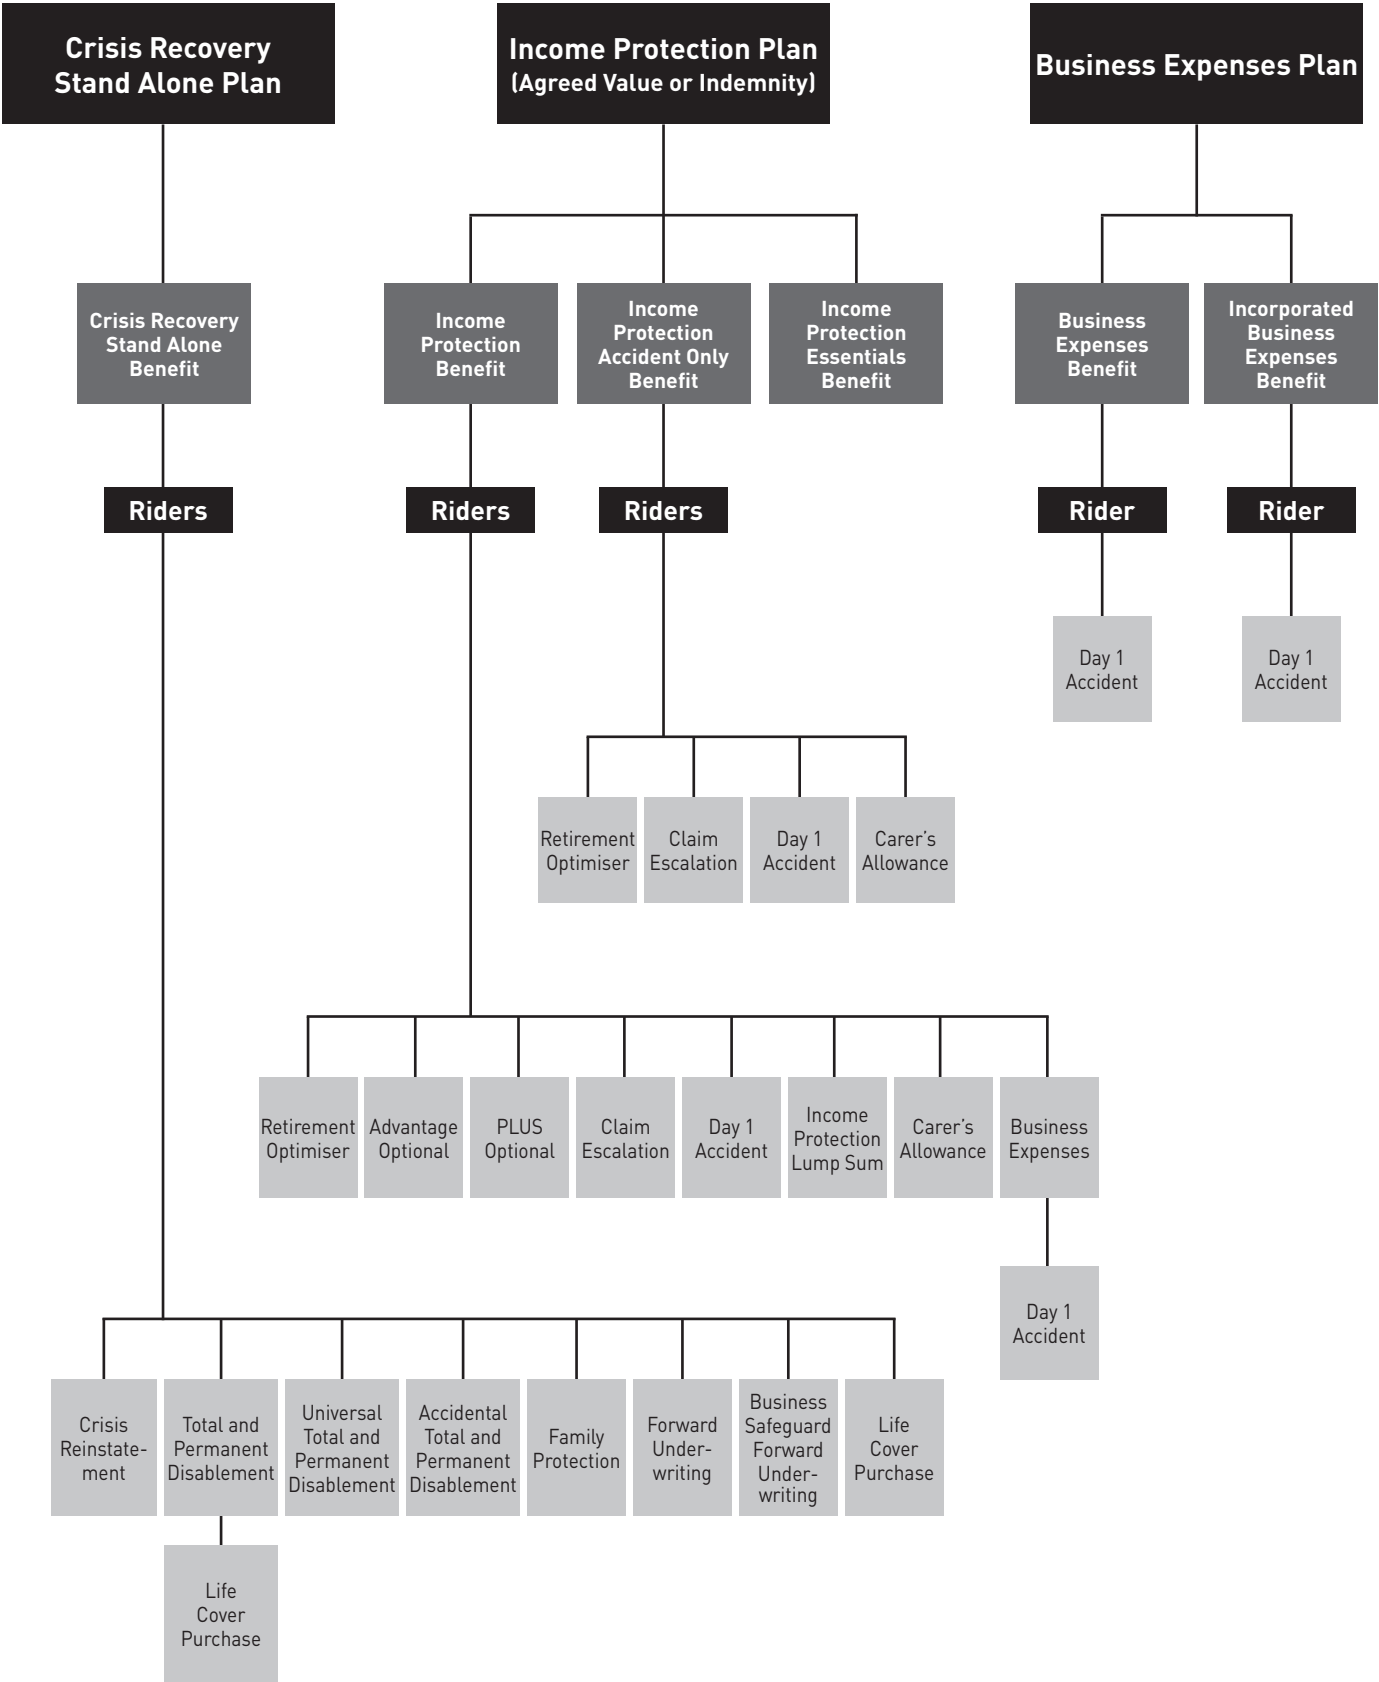 Crisis Recovery
Stand Alone Plan
Income Protection Plan
(Agreed Value or Indemnity)
Business Expenses Plan
Crisis Recovery
Stand Alone
Benefit
Income
Protection
Benefit
Income
Protection
Accident Only
Benefit
Income
Protection
Essentials
Benefit
Business
Expenses
Benefit
Incorporated
Business
Expenses
Benefit
Riders
Riders
Riders
Rider
Rider
Day 1
Accident
Day 1
Accident
Retirement
Optimiser
Claim
Escalation
Day 1
Accident
Carer's
Allowance
Retirement
Optimiser
Advantage
Optional
PLUS
Optional
Claim
Escalation
Day 1
Accident
Income
Protection
Lump Sum
Carer's
Allowance
Business
Expenses
Day 1
Accident
Crisis
Reinstate-
ment
Total and
Permanent
Disablement
Universal
Total and
Permanent
Disablement
Accidental
Total and
Permanent
Disablement
Family
Protection
Forward
Under-
writing
Business
Safeguard
Forward
Under-
writing
Life
Cover
Purchase
Life
Cover
Purchase